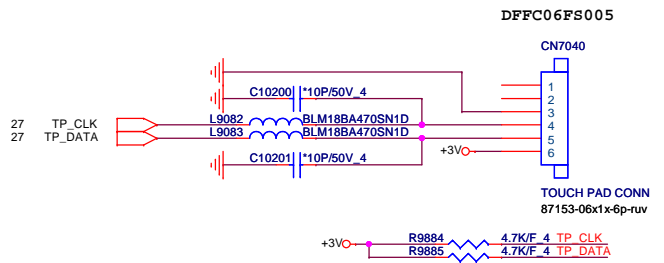 DFFC06FS005
CN7040
C10200 *10P/50V_4
1
2
3
27 TP_CLK L9082 BLM18BA470SN1D 4
27 TP_DATA L9083 BLM18BA470SN1D 5
+3V 6
C10201 *10P/50V_4
TOUCH PAD CONN
87153-06x1x-6p-ruv
+3V R9884 4.7K/F_4 TP_CLK
R9885 4.7K/F_4 TP_DATA